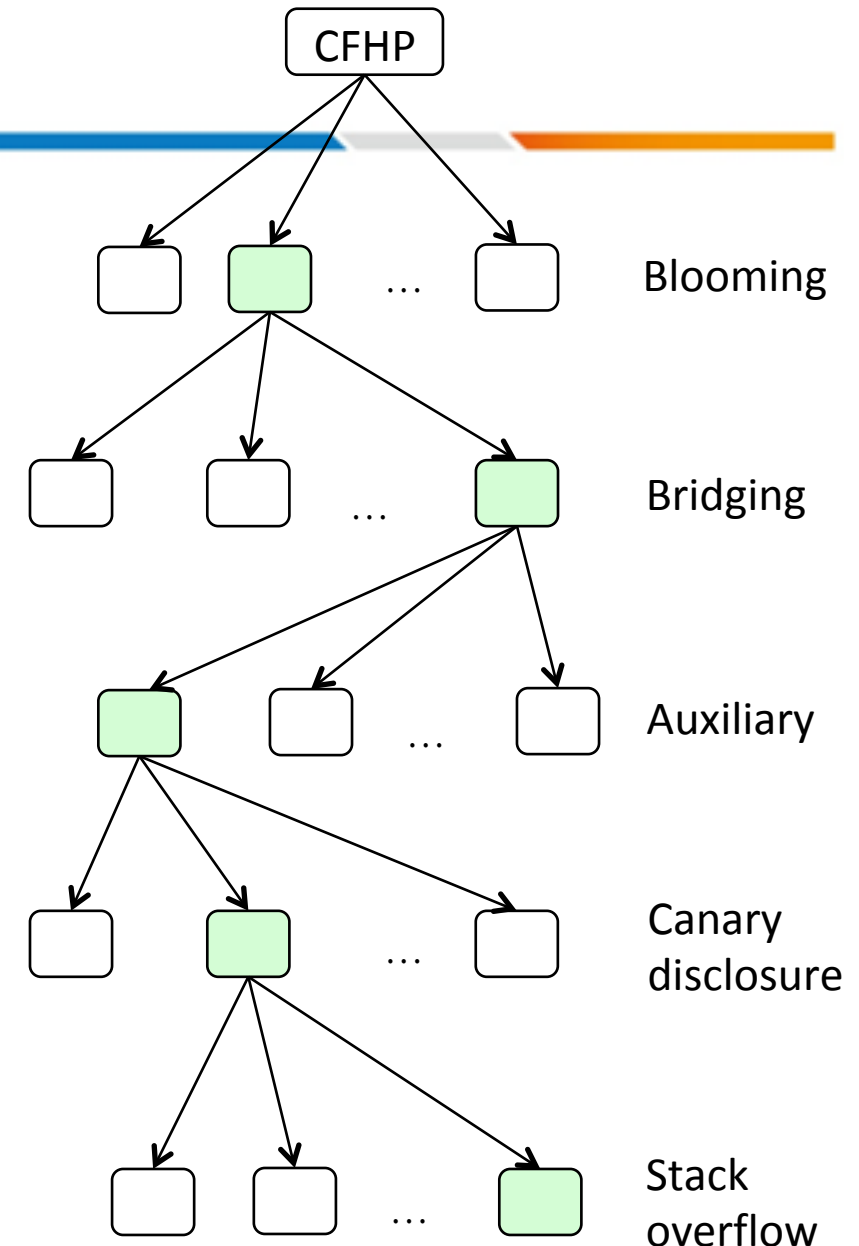 CFHP
… Blooming
… Bridging
… Auxiliary
… Canary
disclosure
… Stack
overflow